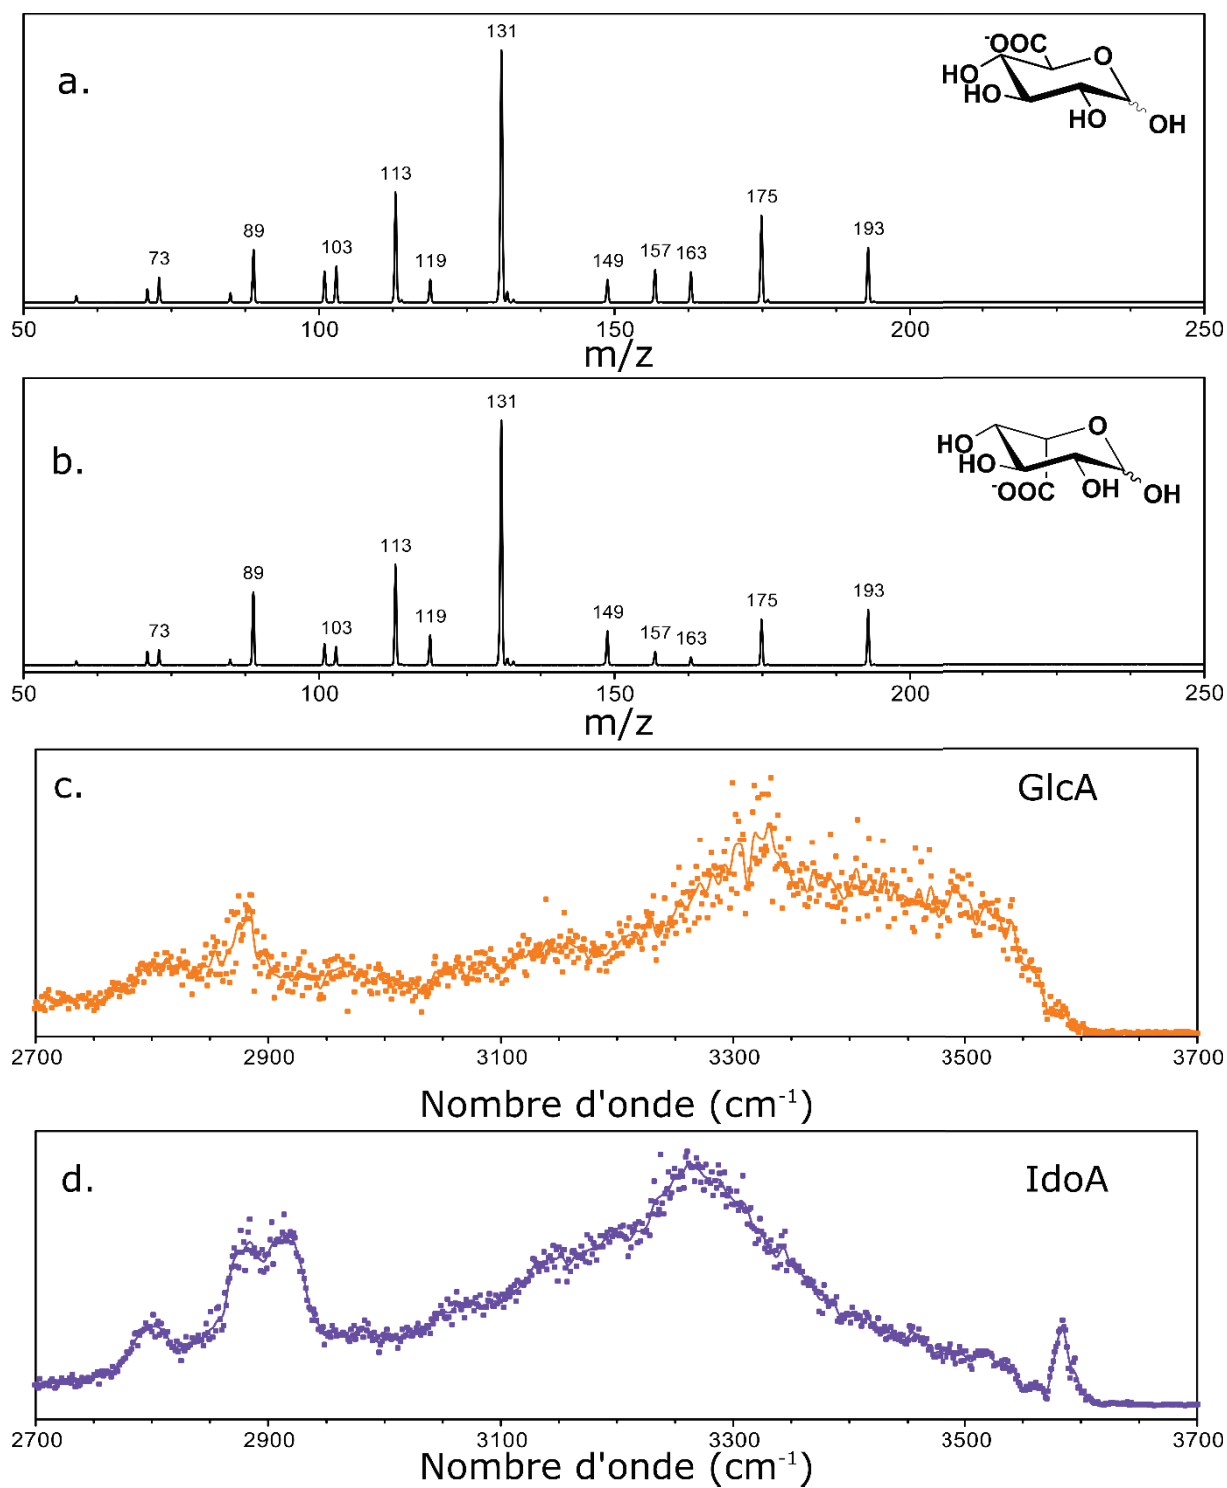 a.
131
113
175
193
89
73
103
119
149
157
163
⁻OOC
O
HO
HO
HO
OH
50
100
150
200
250
m/z
b.
131
113
89
119
149
73
103
157
163
175
193
O
HO
HO
⁻OOC
OH
OH
50
100
150
200
250
m/z
c.
GlcA
2700
2900
3100
3300
3500
3700
Nombre d'onde (cm⁻¹)
d.
IdoA
2700
2900
3100
3300
3500
3700
Nombre d'onde (cm⁻¹)